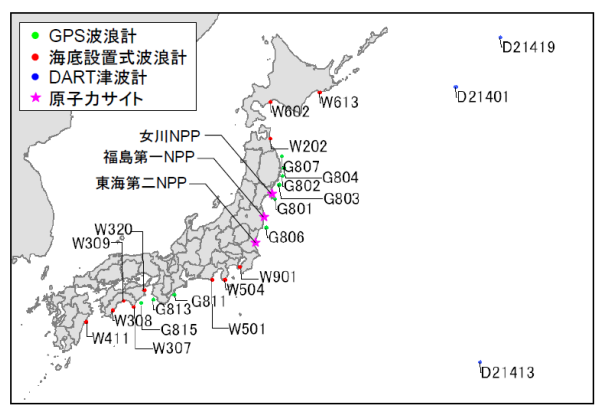 GPS波浪計
海底設置式波浪計
DART津波計
原子力サイト
D21419
D21401
W613
W602
女川NPP
W202
福島第一NPP
G807
G804
東海第二NPP
G802
G803
G801
W320
G806
W309
W901
W504
G811
G813
W308
G815
W501
W411
W307
D21413